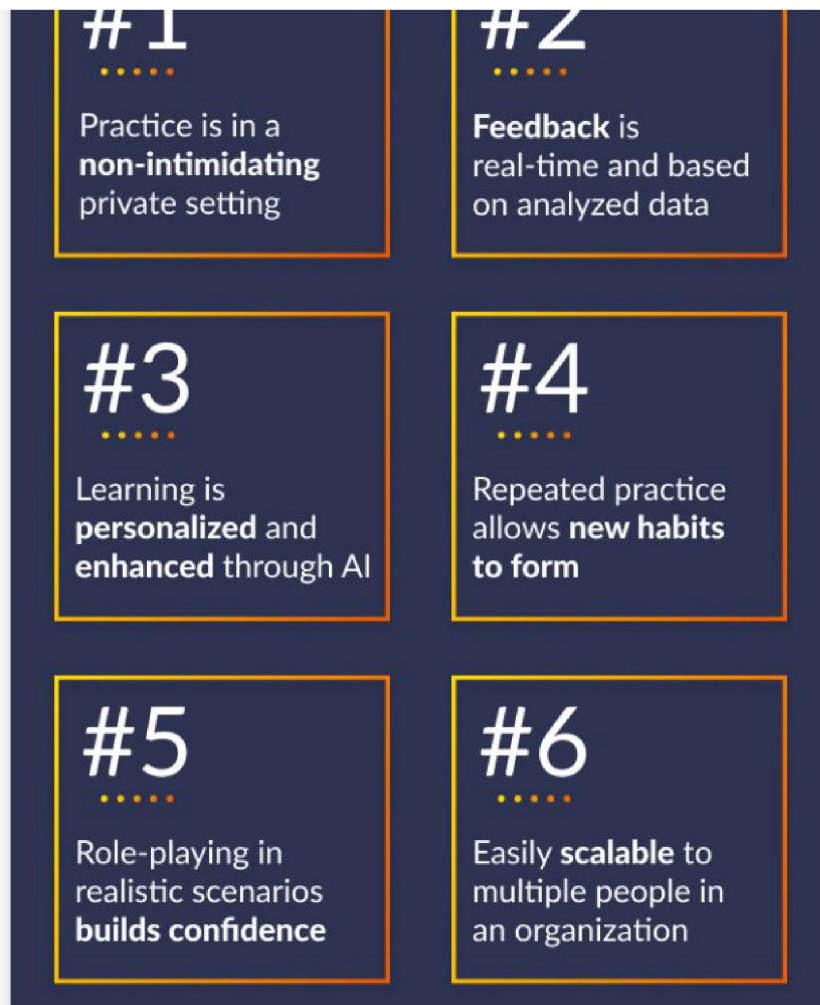 #1
Practice is in a
non-intimidating
private setting
#2
Feedback is
real-time and based
on analyzed data
#3
Learning is
personalized and
enhanced through AI
#4
Repeated practice
allows new habits
to form
#5
Role-playing in
realistic scenarios
builds confidence
#6
Easily scalable to
multiple people in
an organization